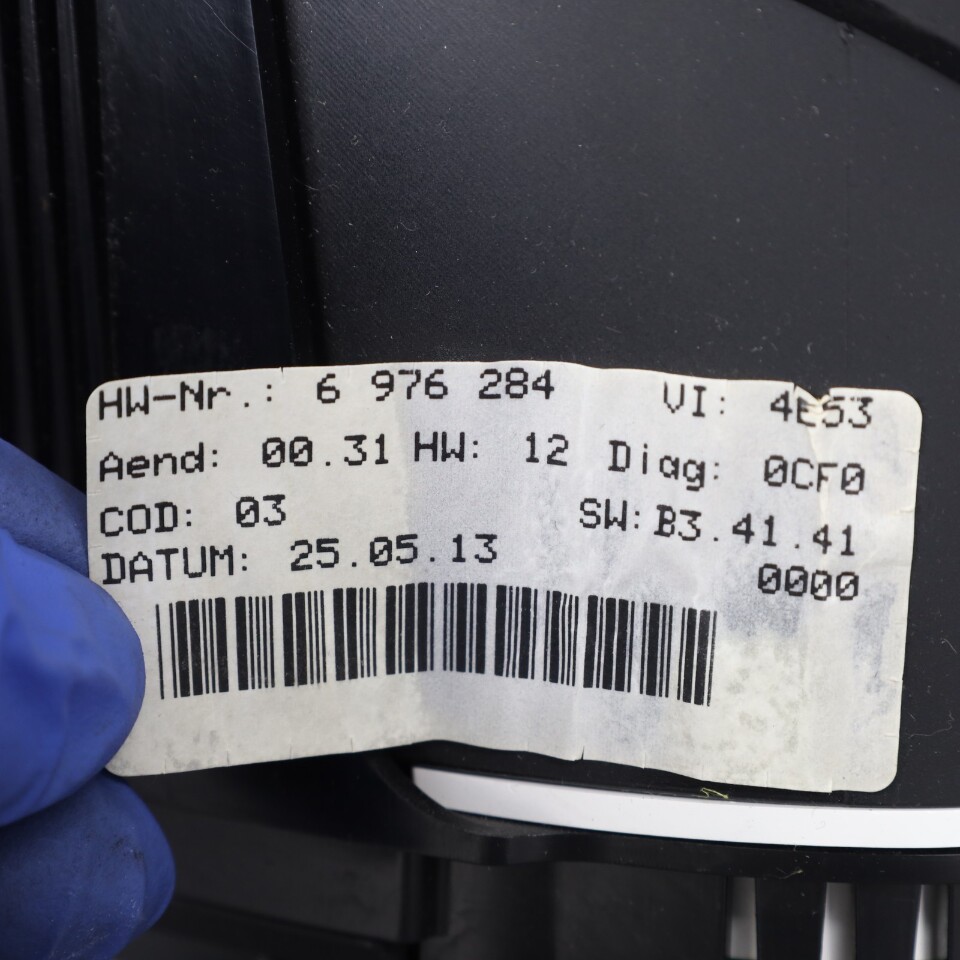 HW-Nr.: 6 976 284 VI: 4E53
Aend: 00.31 HW: 12 Diag: 0CF0
COD: 03 SW: B3.41.41
DATUM: 25.05.13 0000